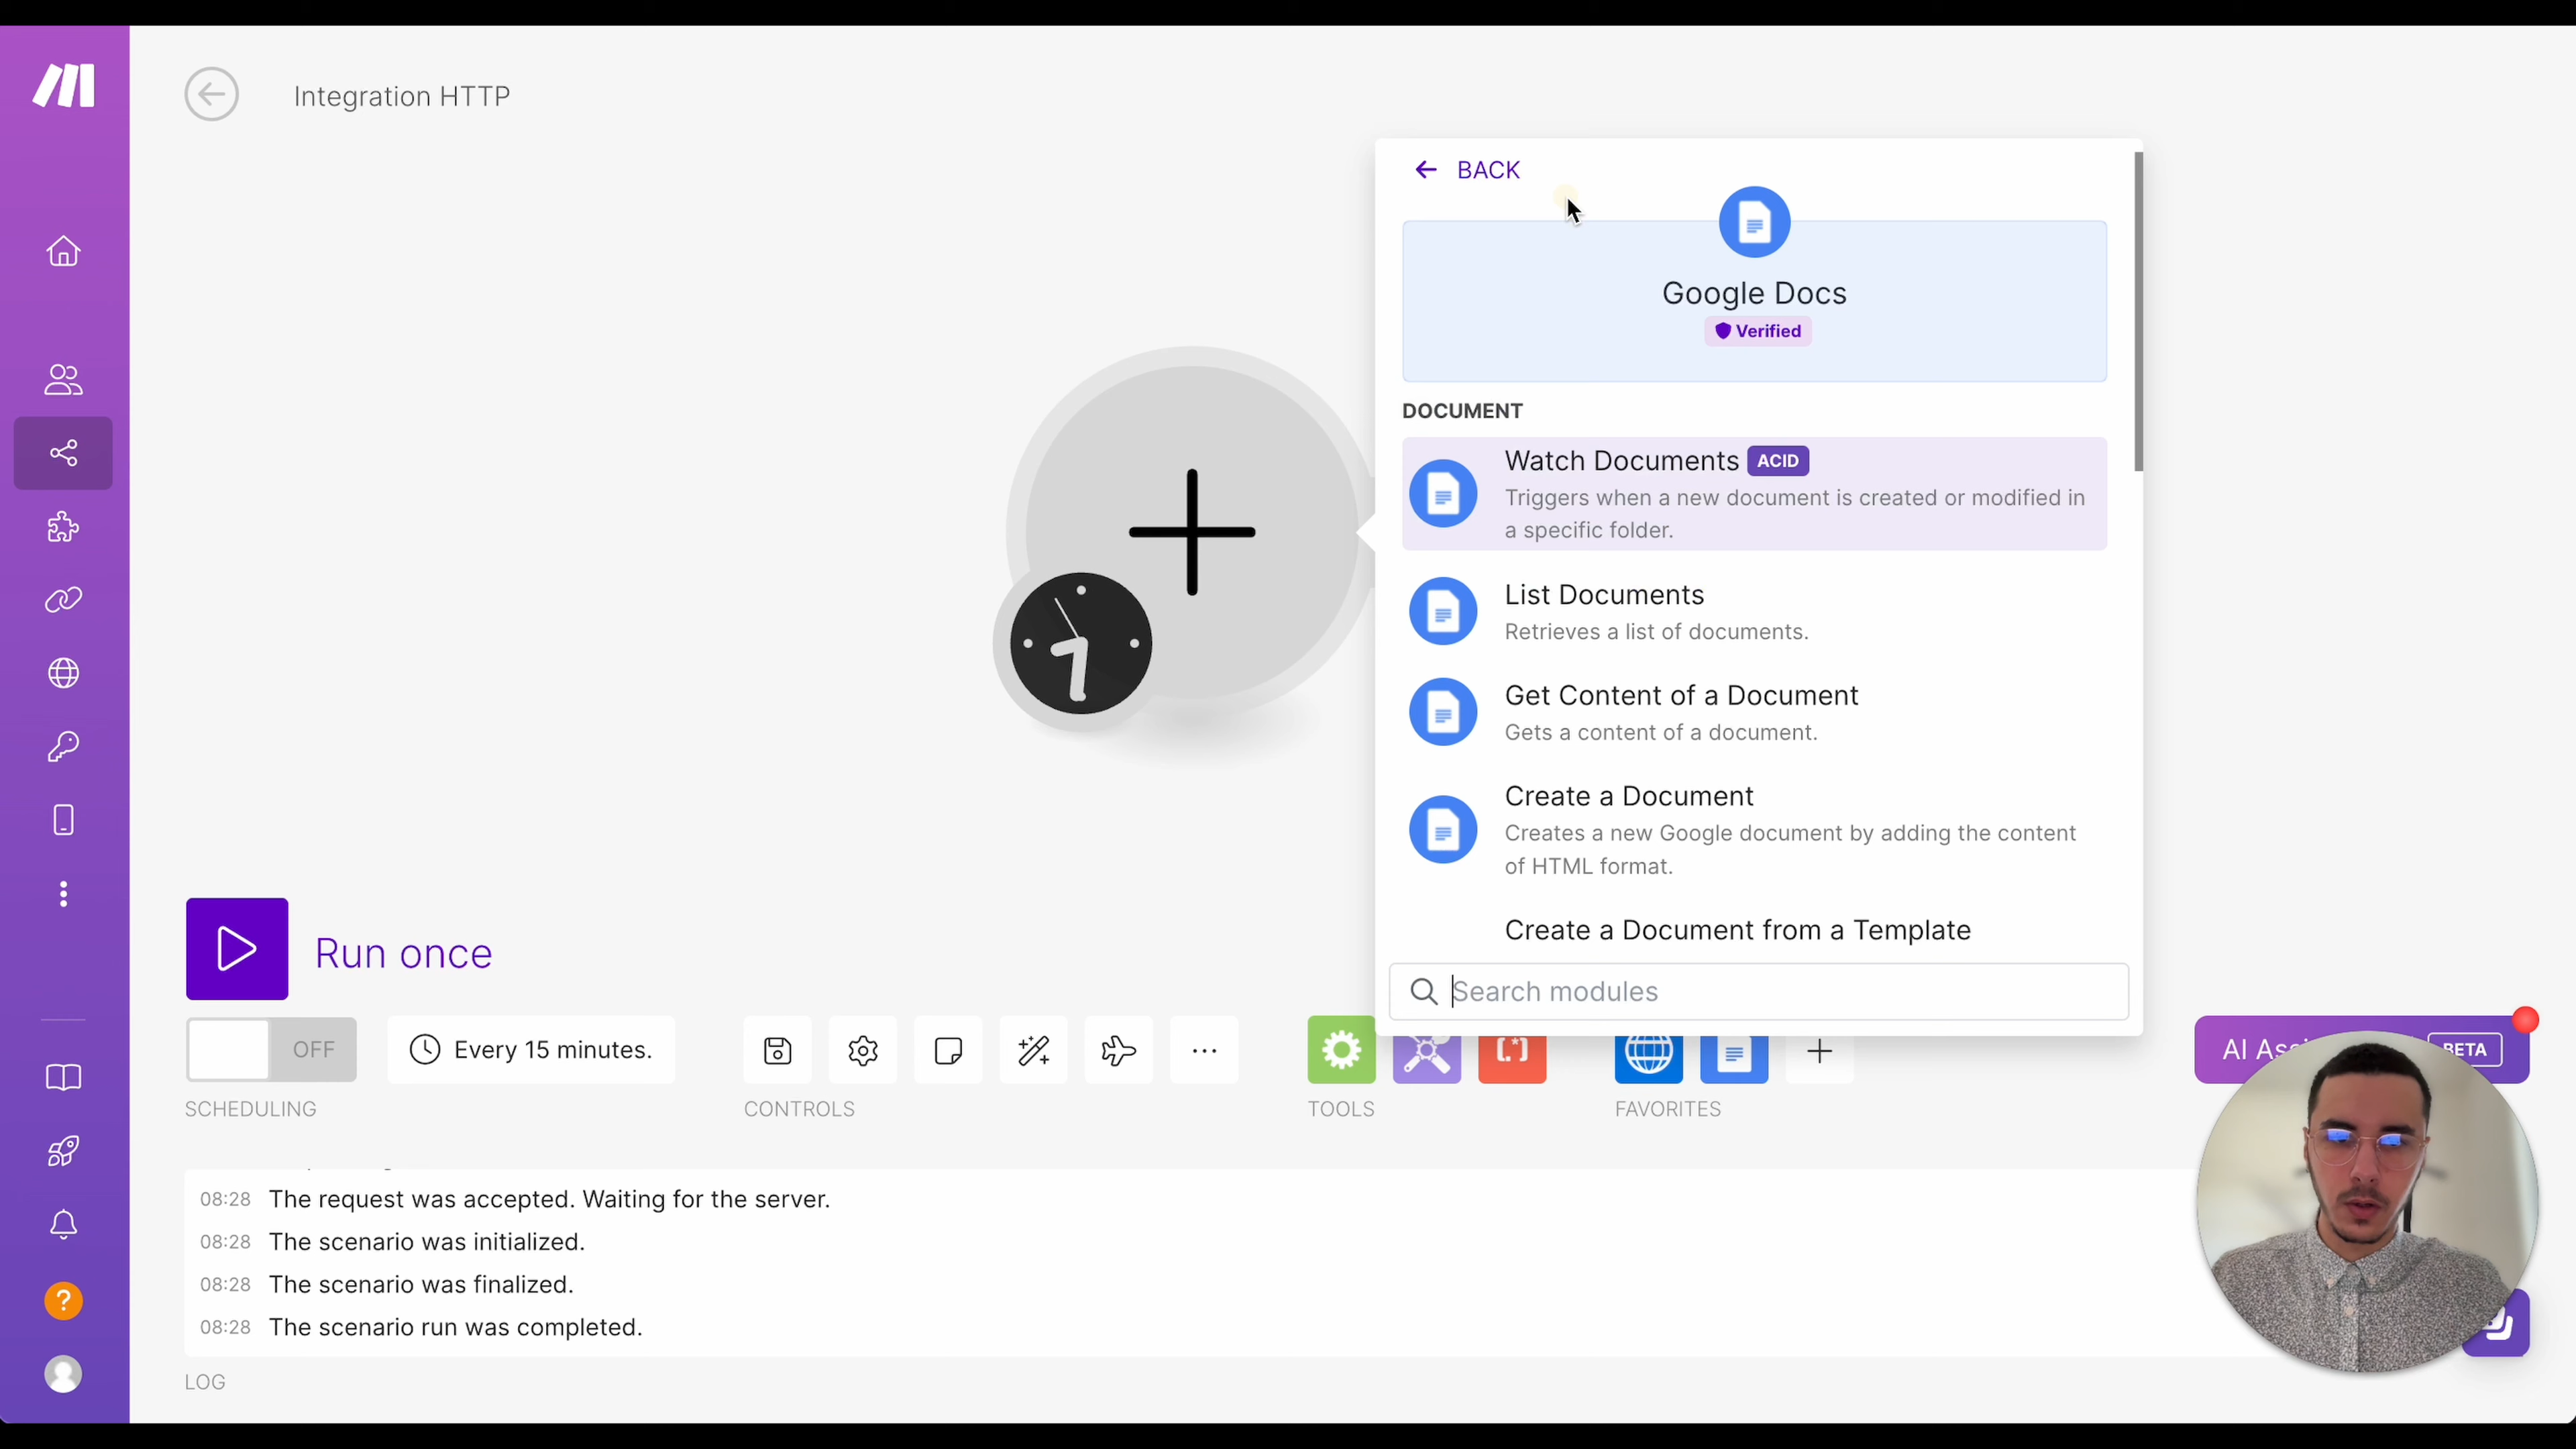 Integration HTTP
BACK
Google Docs
Verified
DOCUMENT
Watch Documents ACID
Triggers when a new document is created or modified in
a specific folder.
List Documents
Retrieves a list of documents.
Get Content of a Document
Gets a content of a document.
Create a Document
Creates a new Google document by adding the content
of HTML format.
Create a Document from a Template
Search modules
Run once
OFF
Every 15 minutes.
SCHEDULING
CONTROLS
TOOLS
FAVORITES
AI BETA
08:28 The request was accepted. Waiting for the server.
08:28 The scenario was initialized.
08:28 The scenario was finalized.
08:28 The scenario run was completed.
LOG